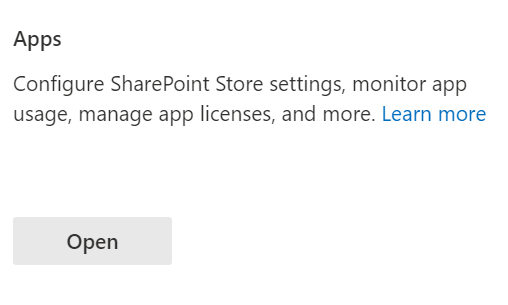 Apps
Configure SharePoint Store settings, monitor app
usage, manage app licenses, and more. Learn more
Open